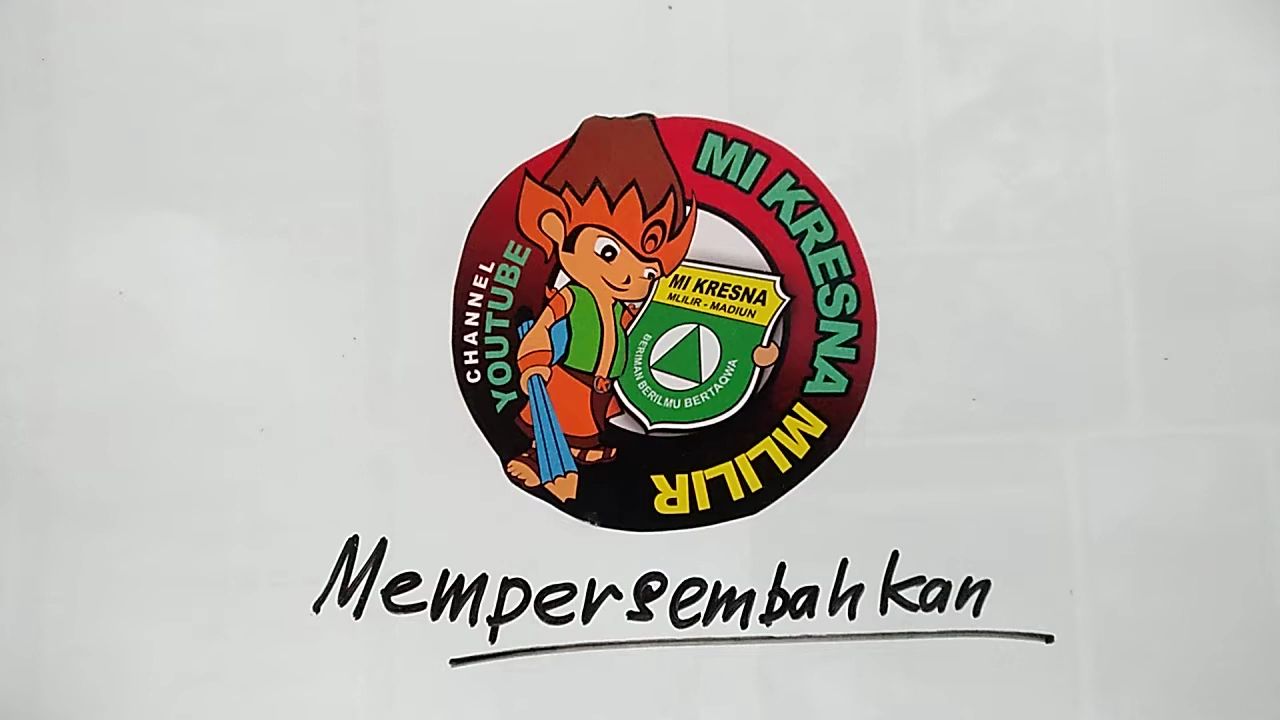 CHANNEL
YOUTUBE
MI KRESNA MLILIR
MI KRESNA
MLILIR - MADIUN
BERIMAN BERILMU BERTAQWA
K
Mempersembahkan